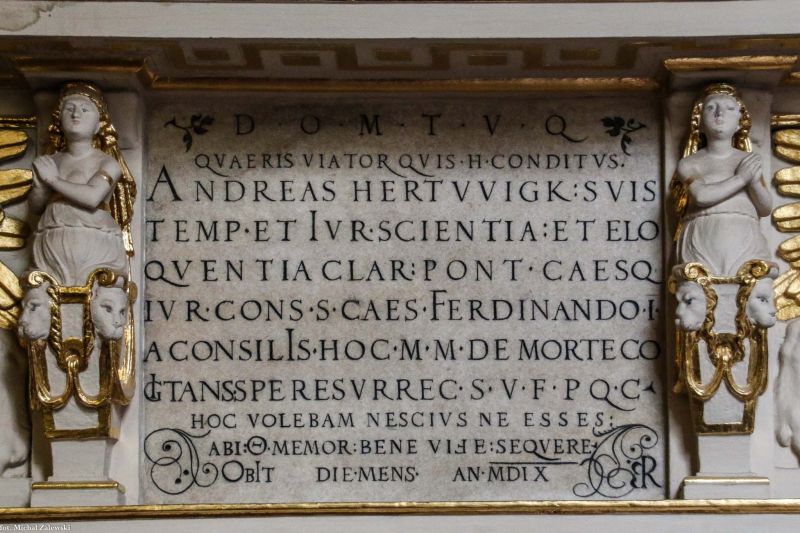 D · O · M · T · V · Q
QVAERIS VIATOR QVIS · H · CONDITVS ·
ANDREAS HERTVVIGK : SVIS
TEMP · ET IVR · SCIENTIA : ET ELO
QVENTIA CLAR : PONT · CAESQ ·
IVR · CONS · S · CAES · FERDINANDO · I ·
A CONSILIS · HOC · M · M · DE MORTE CO
GITANS · SPE RESVRREC · S · V · F · P Q · C
HOC VOLEBAM NESCIVS NE ESSES :
ABI : Θ · MEMOR : BENE VIVE : SEQVERE
OBIT DIE · MENS · AN · MDIX
fot. Michał Zalewski